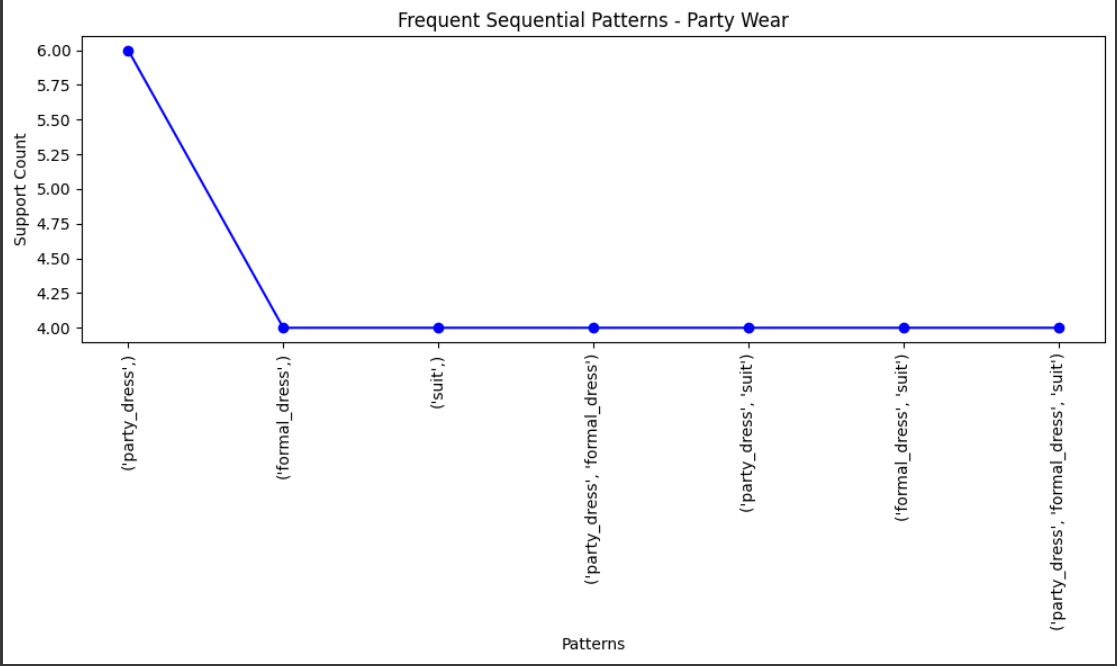 Frequent Sequential Patterns - Party Wear
Support Count
6.00
5.75
5.50
5.25
5.00
4.75
4.50
4.25
4.00
('party_dress',)
('formal_dress',)
('suit',)
('party_dress', 'formal_dress')
('party_dress', 'suit')
('formal_dress', 'suit')
('party_dress', 'formal_dress', 'suit')
Patterns